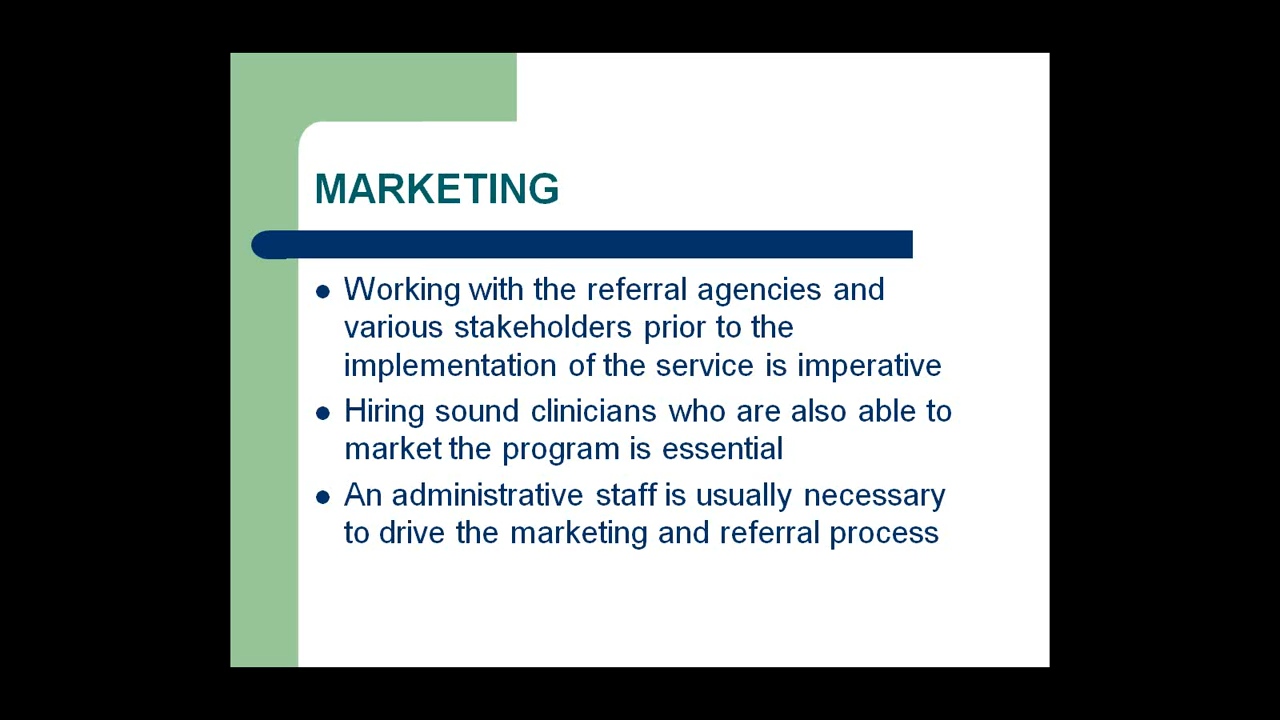 MARKETING
Working with the referral agencies and
various stakeholders prior to the
implementation of the service is imperative
Hiring sound clinicians who are also able to
market the program is essential
An administrative staff is usually necessary
to drive the marketing and referral process